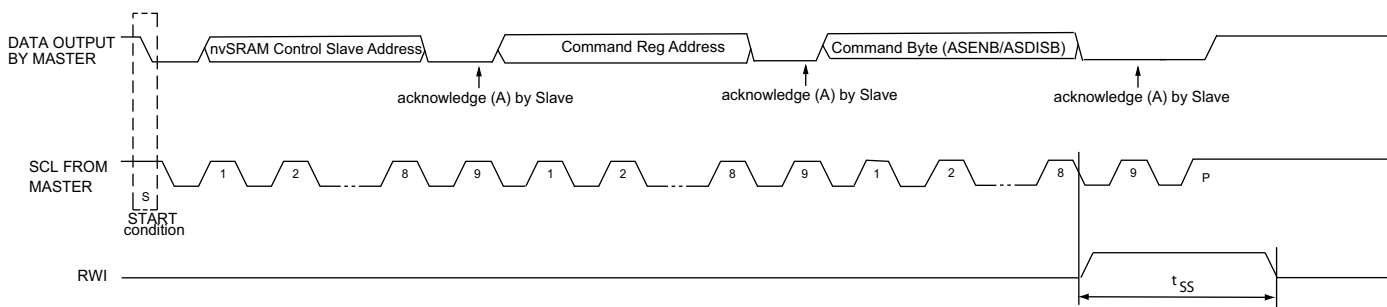 DATA OUTPUT
BY MASTER
nvSRAM Control Slave Address
Command Reg Address
Command Byte (ASENB/ASDISB)
acknowledge (A) by Slave
acknowledge (A) by Slave
acknowledge (A) by Slave
SCL FROM
MASTER
1
2
8
9
1
2
8
9
1
2
8
9
P
S
START
condition
RWI
tSS